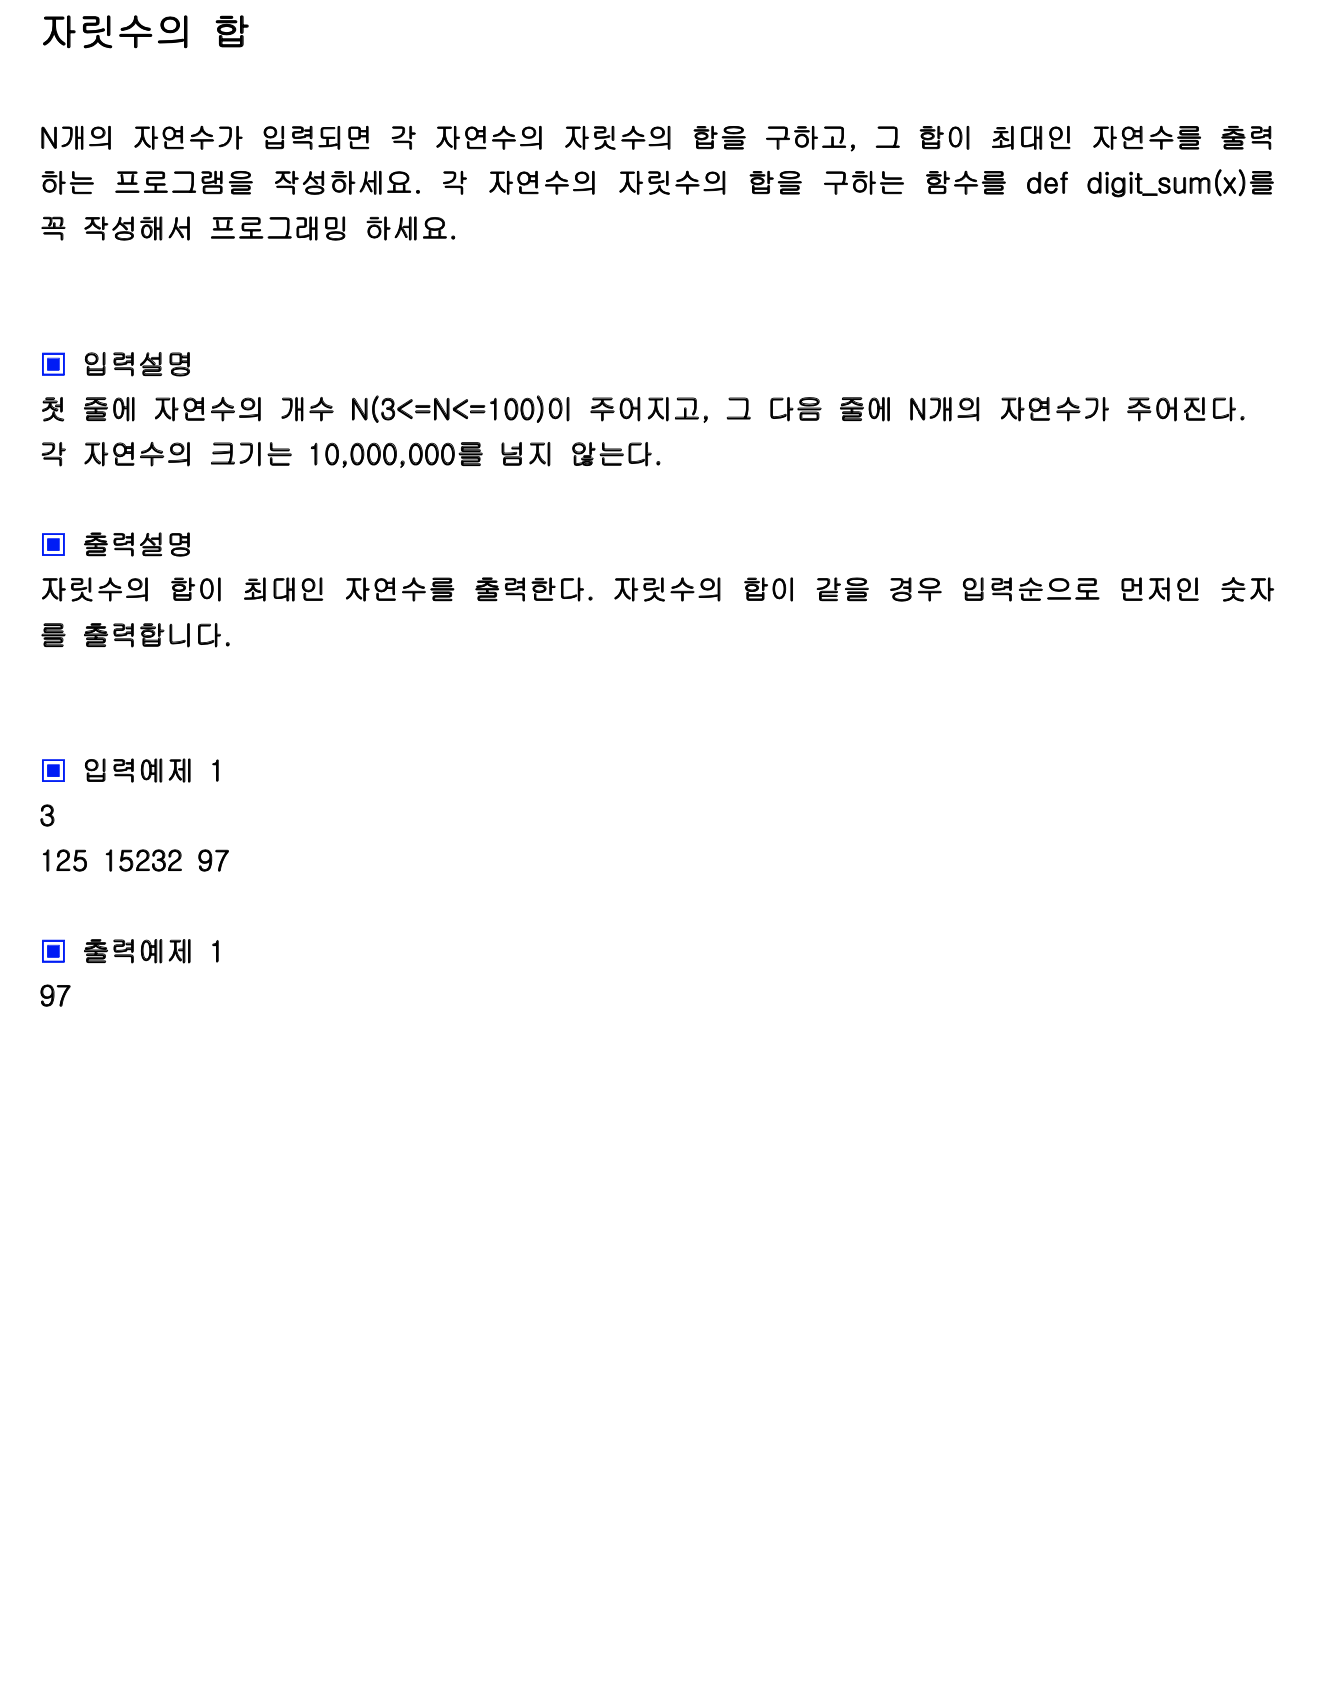 자릿수의 합
N개의 자연수가 입력되면 각 자연수의 자릿수의 합을 구하고, 그 합이 최대인 자연수를 출력
하는 프로그램을 작성하세요. 각 자연수의 자릿수의 합을 구하는 함수를 def digit_sum(x)를
꼭 작성해서 프로그래밍 하세요.
▣ 입력설명
첫 줄에 자연수의 개수 N(3<=N<=100)이 주어지고, 그 다음 줄에 N개의 자연수가 주어진다.
각 자연수의 크기는 10,000,000를 넘지 않는다.
▣ 출력설명
자릿수의 합이 최대인 자연수를 출력한다. 자릿수의 합이 같을 경우 입력순으로 먼저인 숫자
를 출력합니다.
▣ 입력예제 1
3
125 15232 97
▣ 출력예제 1
97